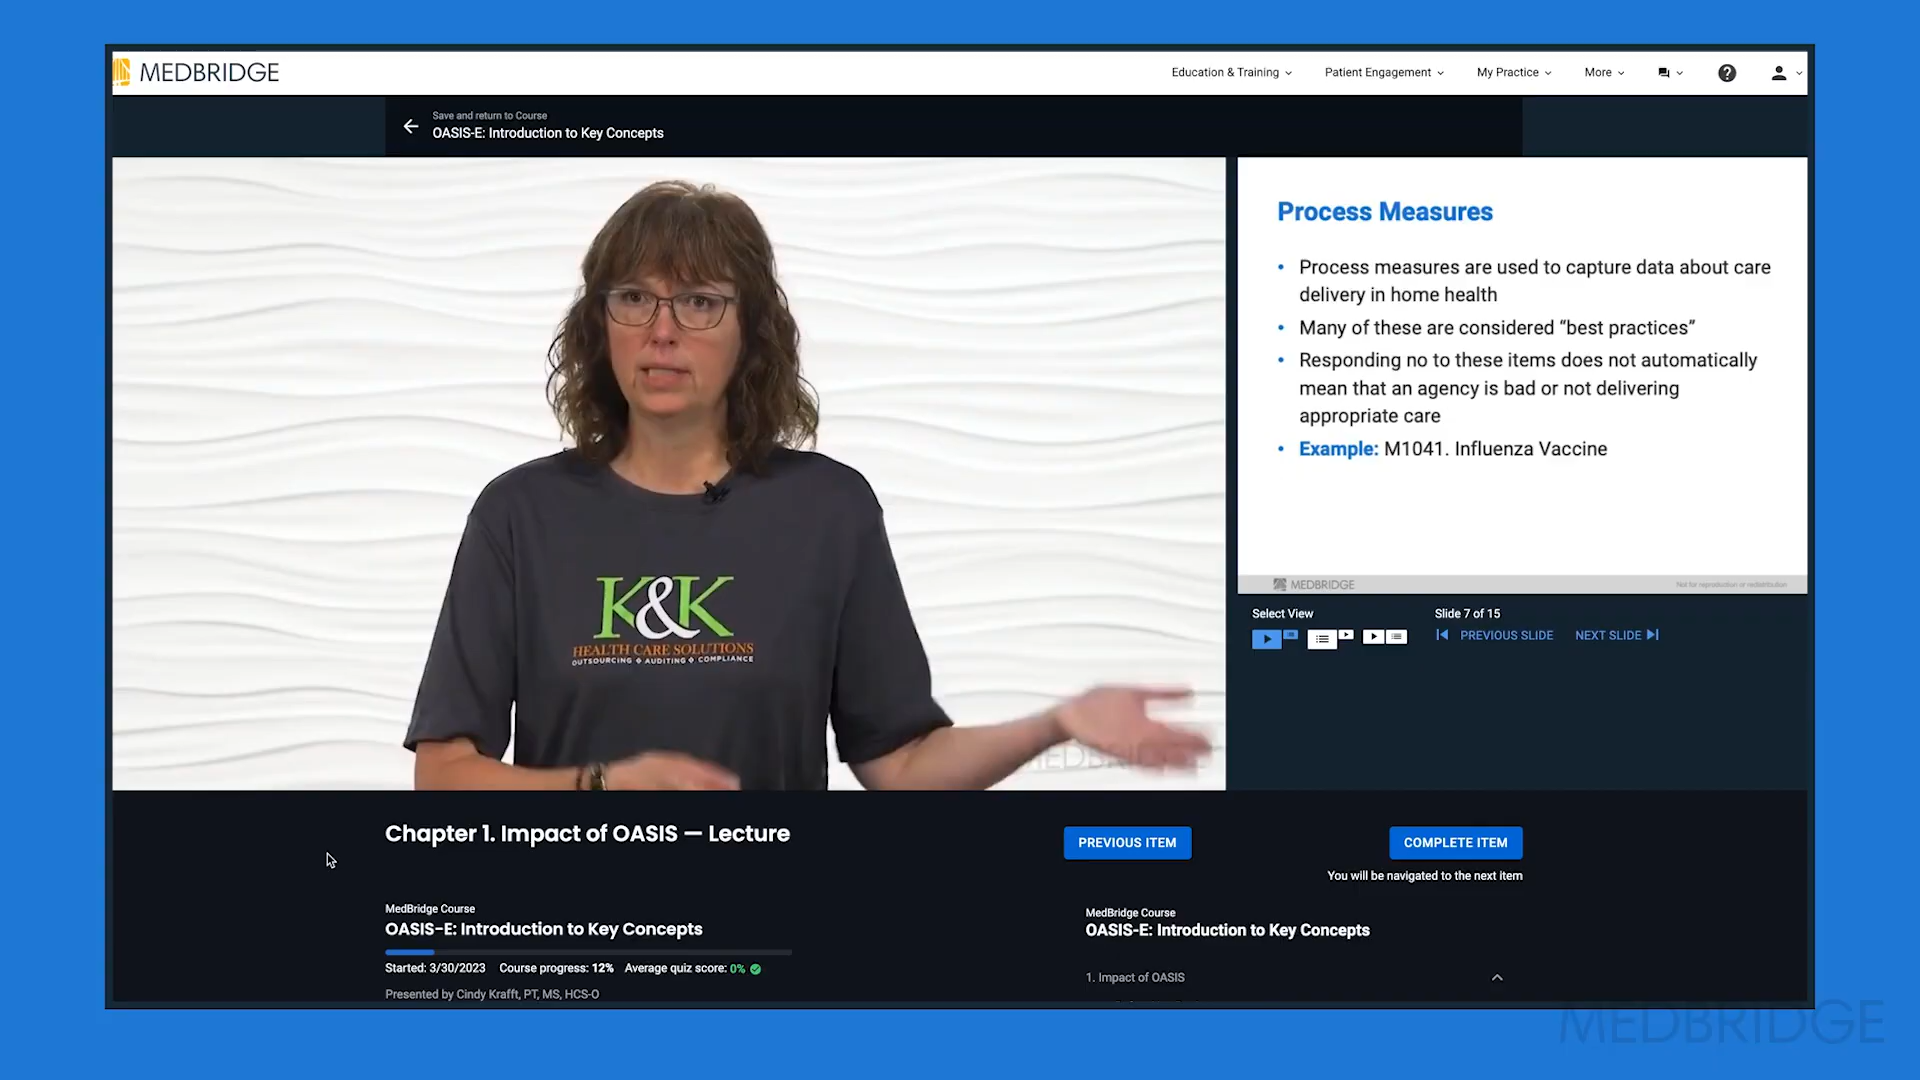 MEDBRIDGE
Education & Training
Patient Engagement
My Practice
More
?
Save and return to Course
OASIS-E: Introduction to Key Concepts
K&K
HEALTH CARE SOLUTIONS
OUTSOURCING AUDITING COMPLIANCE
MEDBRIDGE
Process Measures
• Process measures are used to capture data about care
delivery in home health
• Many of these are considered “best practices”
• Responding no to these items does not automatically
mean that an agency is bad or not delivering
appropriate care
• Example: M1041. Influenza Vaccine
MEDBRIDGE
Not for reproduction or redistribution
Select View
Slide 7 of 15
PREVIOUS SLIDE
NEXT SLIDE
Chapter 1. Impact of OASIS — Lecture
PREVIOUS ITEM
COMPLETE ITEM
You will be navigated to the next item
MedBridge Course
OASIS-E: Introduction to Key Concepts
Started: 3/30/2023 Course progress: 12% Average quiz score: 0%
Presented by Cindy Krafft, PT, MS, HCS-O
MedBridge Course
OASIS-E: Introduction to Key Concepts
1. Impact of OASIS
MEDBRIDGE